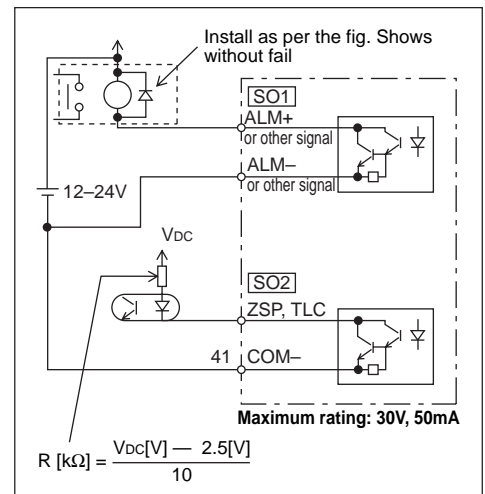 Install as per the fig. Shows
without fail
SO1
ALM+
or other signal
ALM–
or other signal
12–24V
VDC
SO2
ZSP, TLC
41 COM–
Maximum rating: 30V, 50mA
R [kΩ] = VDC[V] — 2.5[V]
10